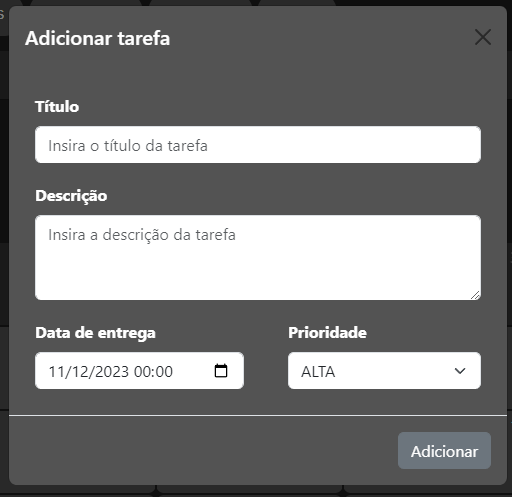 Adicionar tarefa
Título
Insira o título da tarefa
Descrição
Insira a descrição da tarefa
Data de entrega
Prioridade
11/12/2023 00:00
ALTA
Adicionar